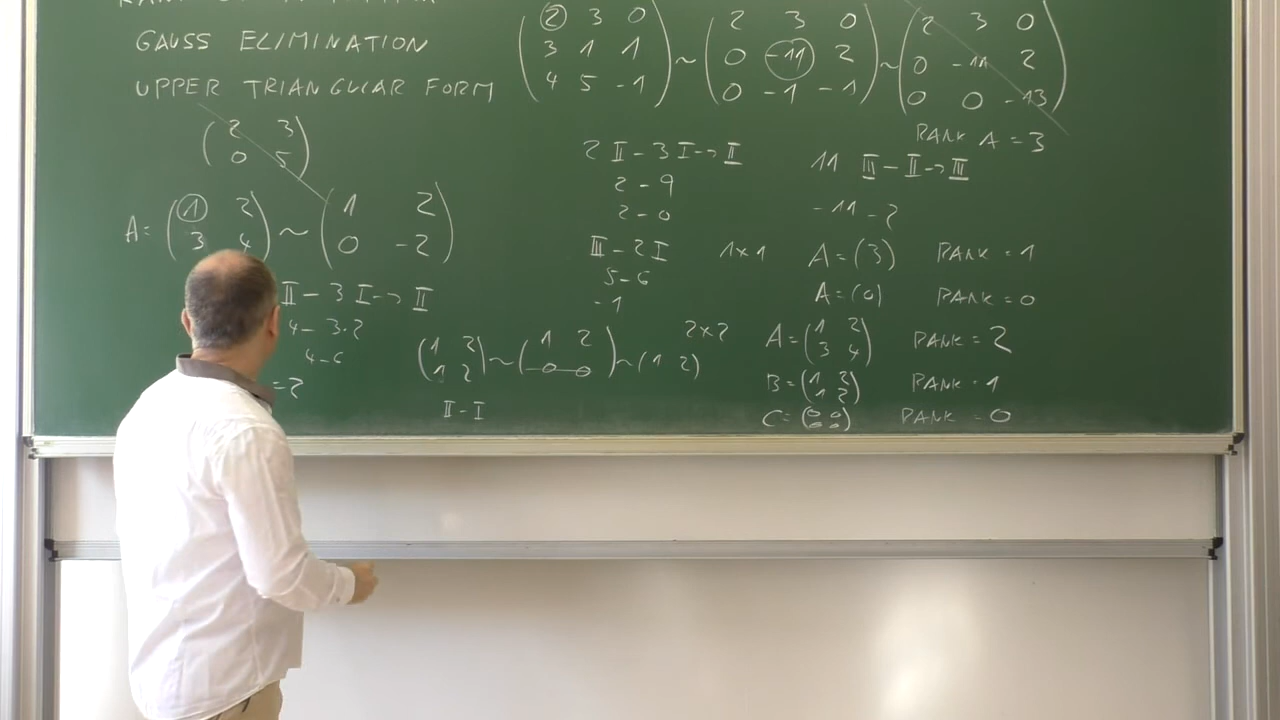 GAUSS ELIMINATION
UPPER TRIANGULAR FORM
(2 3
0 5)
A = (1 2
3 4) ~ (1 2
0 -2)
II - 3 I -> II
4 - 3·2
4 - 6
= 2
(1 2
1 2) ~ (1 2
0 0) ~ (1 2)
II - I
(2 3 0
3 1 1
4 5 -1) ~ (2 3 0
0 -11 2
0 -1 -1) ~ (2 3 0
0 -11 2
0 0 -13)
RANK A = 3
2 II - 3 I -> II
2 - 9
2 - 0
III - 2 I
5 - 6
- 1
11 III - II -> III
-11 - 2
1×1 A = (3) RANK = 1
A = (0) RANK = 0
2×2 A = (1 2
3 4) RANK = 2
B = (1 2
1 2) RANK = 1
C = (0 0
0 0) RANK = 0